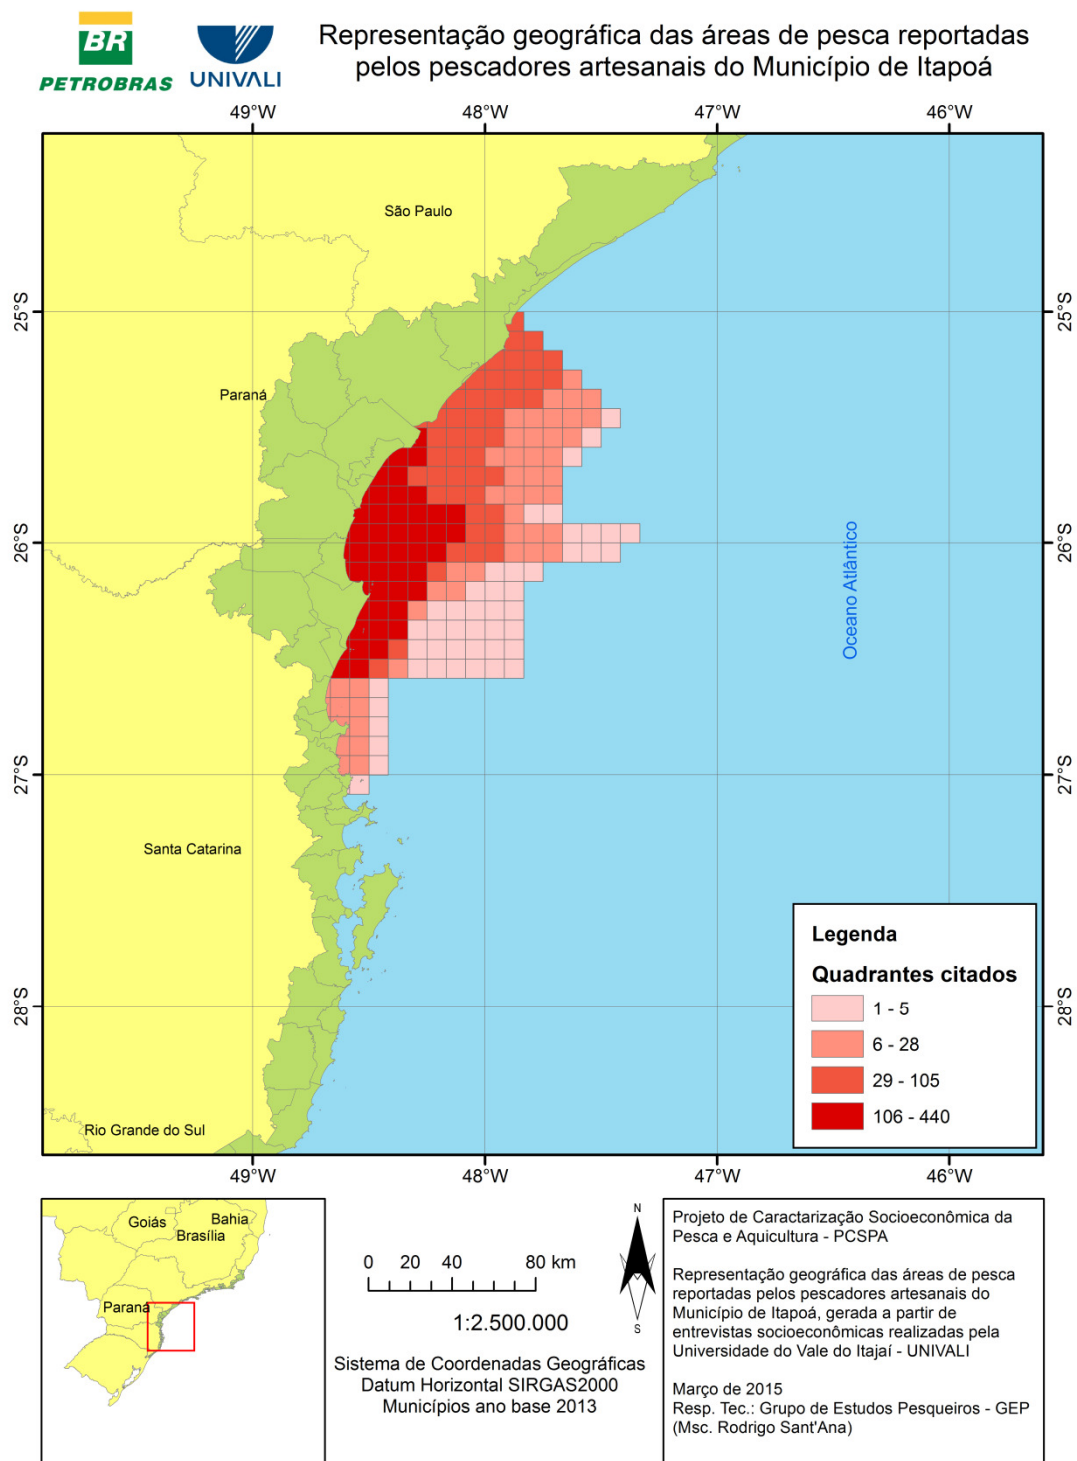 BR
PETROBRAS
UNIVALI
Representação geográfica das áreas de pesca reportadas
pelos pescadores artesanais do Município de Itapoá
49°W 48°W 47°W 46°W
São Paulo
25°S 25°S
Paraná
26°S 26°S
Oceano Atlântico
27°S 27°S
Santa Catarina
Legenda
Quadrantes citados
1 - 5
6 - 28
29 - 105
106 - 440
28°S 28°S
Rio Grande do Sul
49°W 48°W 47°W 46°W
Goiás
Bahia
Brasília
Paraná
0 20 40 80 km
1:2.500.000
N
S
Sistema de Coordenadas Geográficas
Datum Horizontal SIRGAS2000
Municípios ano base 2013
Projeto de Caractarização Socioeconômica da
Pesca e Aquicultura - PCSPA
Representação geográfica das áreas de pesca
reportadas pelos pescadores artesanais do
Município de Itapoá, gerada a partir de
entrevistas socioeconômicas realizadas pela
Universidade do Vale do Itajaí - UNIVALI
Março de 2015
Resp. Tec.: Grupo de Estudos Pesqueiros - GEP
(Msc. Rodrigo Sant'Ana)